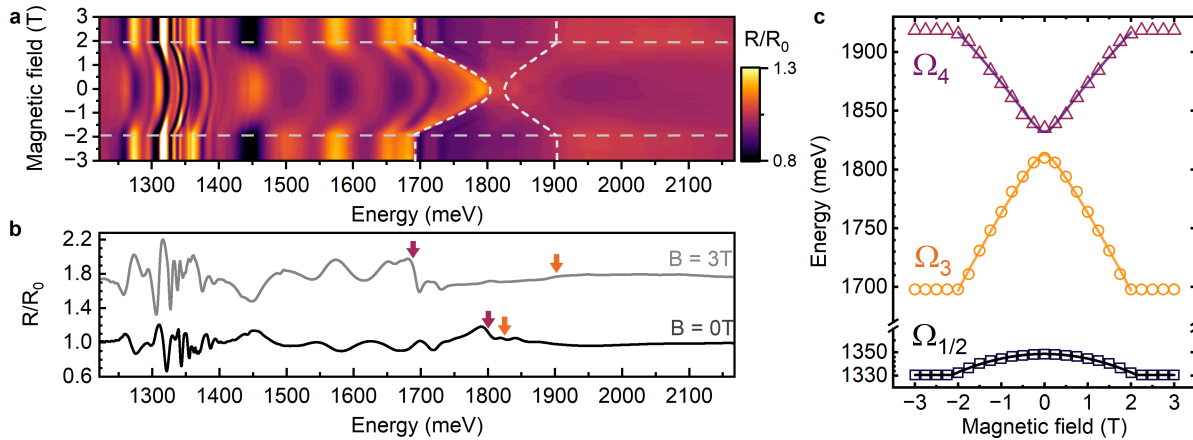 a
Magnetic field (T)
3
2
1
0
-1
-2
-3
1300 1400 1500 1600 1700 1800 1900 2000 2100
Energy (meV)
R/R0
1.3
0.8
b
R/R0
2.2
1.8
1.4
1.0
0.6
B = 3T
B = 0T
1300 1400 1500 1600 1700 1800 1900 2000 2100
Energy (meV)
c
Energy (meV)
1900
1850
1800
1750
1700
1350
1330
Ω4
Ω3
Ω1/2
−3 −2 −1 0 1 2 3
Magnetic field (T)